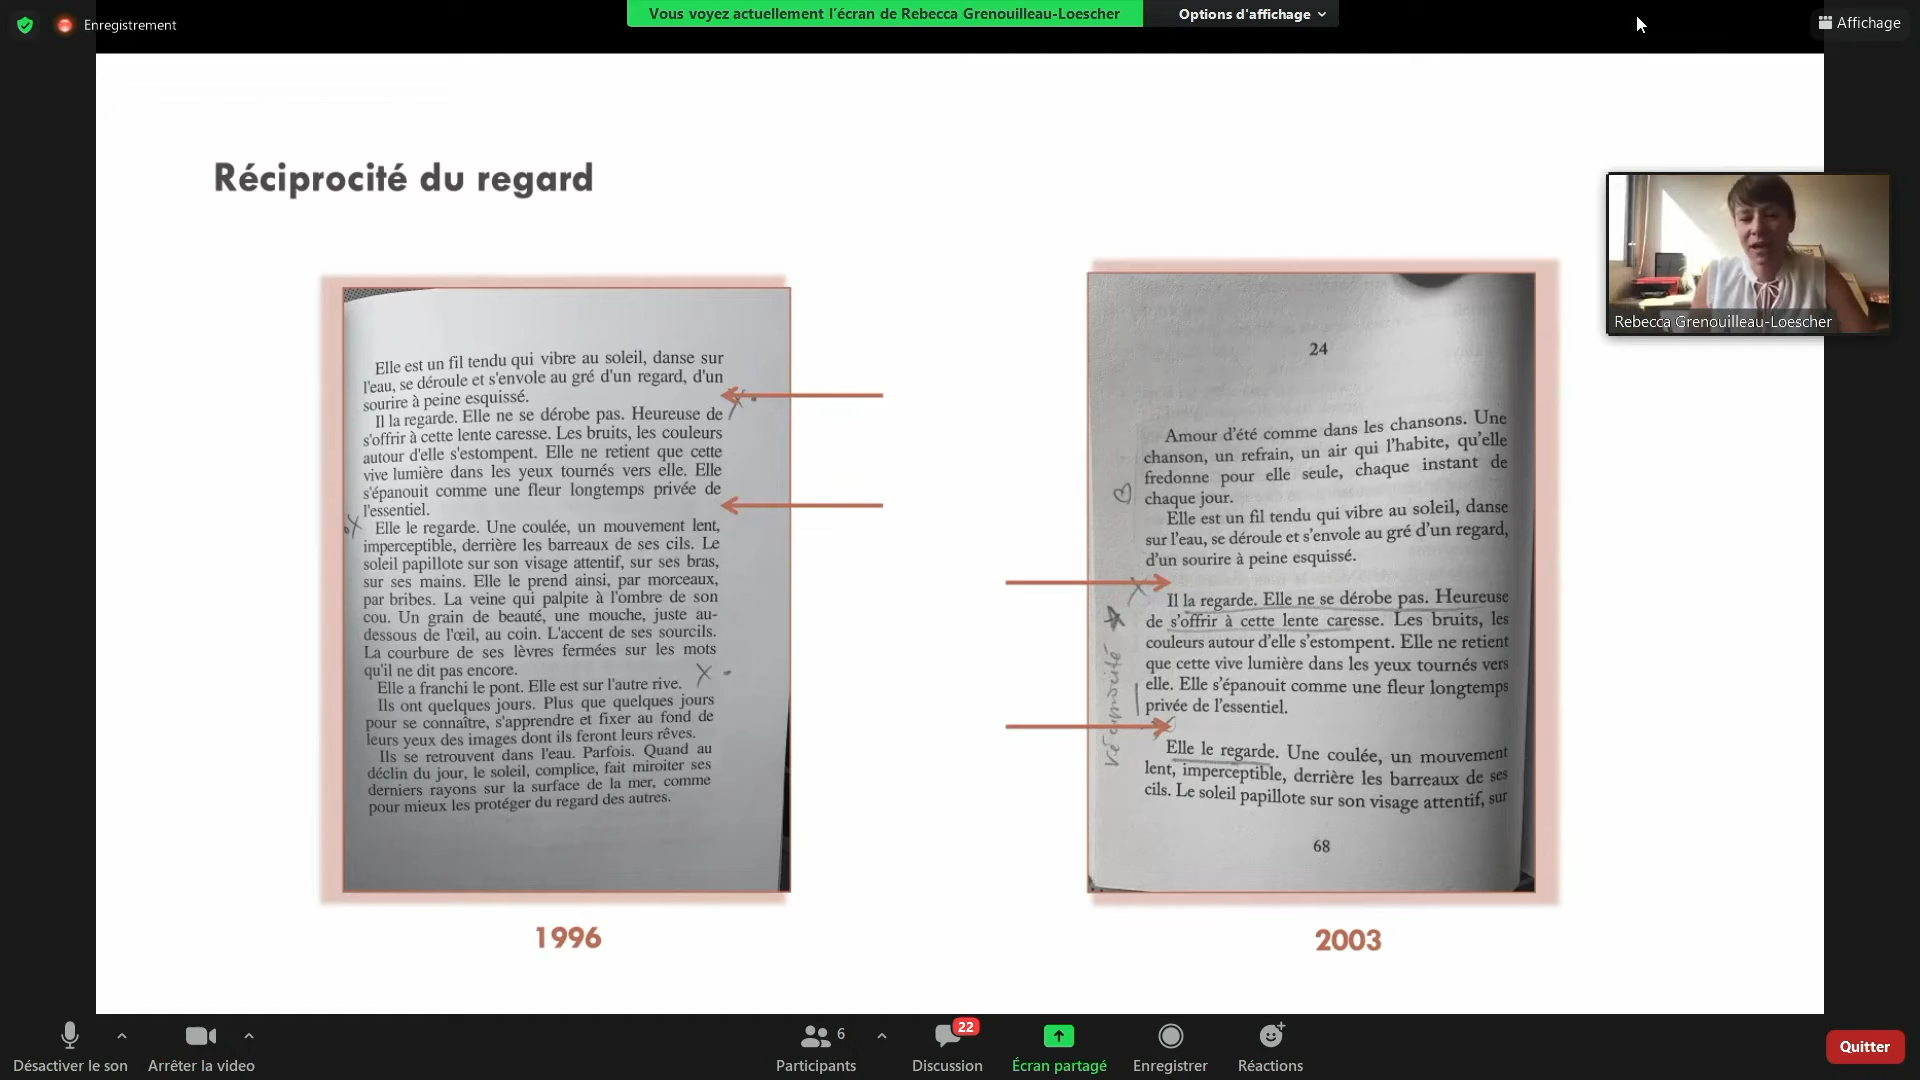 Enregistrement
Vous voyez actuellement l'écran de Rebecca Grenouilleau-Loescher
Options d'affichage
Affichage
Réciprocité du regard
Rebecca Grenouilleau-Loescher
Elle est un fil tendu qui vibre au soleil, danse sur
l'eau, se déroule et s'envole au gré d'un regard, d'un
sourire à peine esquissé.
Il la regarde. Elle ne se dérobe pas. Heureuse de
s'offrir à cette lente caresse. Les bruits, les couleurs
autour d'elle s'estompent. Elle ne retient que cette
vive lumière dans les yeux tournés vers elle. Elle
s'épanouit comme une fleur longtemps privée de
l'essentiel.
Elle le regarde. Une coulée, un mouvement lent,
imperceptible, derrière les barreaux de ses cils. Le
soleil papillote sur son visage attentif, sur ses bras,
sur ses mains. Elle le prend ainsi, par morceaux,
par bribes. La veine qui palpite à l'ombre de son
cou. Un grain de beauté, une mouche, juste au-
dessous de l'œil, au coin. L'accent de ses sourcils.
La courbure de ses lèvres fermées sur les mots
qu'il ne dit pas encore.
Elle a franchi le pont. Elle est sur l'autre rive.
Ils ont quelques jours. Plus que quelques jours
pour se connaître, s'apprendre et fixer au fond de
leurs yeux des images dont ils feront leurs rêves.
Ils se retrouvent dans l'eau. Parfois. Quand au
déclin du jour, le soleil, complice, fait miroiter ses
derniers rayons sur la surface de la mer, comme
pour mieux les protéger du regard des autres.
1996
24
Amour d'été comme dans les chansons. Une
chanson, un refrain, un air qui l'habite, qu'elle
fredonne pour elle seule, chaque instant de
chaque jour.
Elle est un fil tendu qui vibre au soleil, danse
sur l'eau, se déroule et s'envole au gré d'un regard,
d'un sourire à peine esquissé.
Il la regarde. Elle ne se dérobe pas. Heureuse
de s'offrir à cette lente caresse. Les bruits, les
couleurs autour d'elle s'estompent. Elle ne retient
que cette vive lumière dans les yeux tournés vers
elle. Elle s'épanouit comme une fleur longtemps
privée de l'essentiel.
Elle le regarde. Une coulée, un mouvement
lent, imperceptible, derrière les barreaux de ses
cils. Le soleil papillote sur son visage attentif, sur
68
réciprocité
2003
Désactiver le son
Arrêter la video
6
Participants
22
Discussion
Écran partagé
Enregistrer
Réactions
Quitter